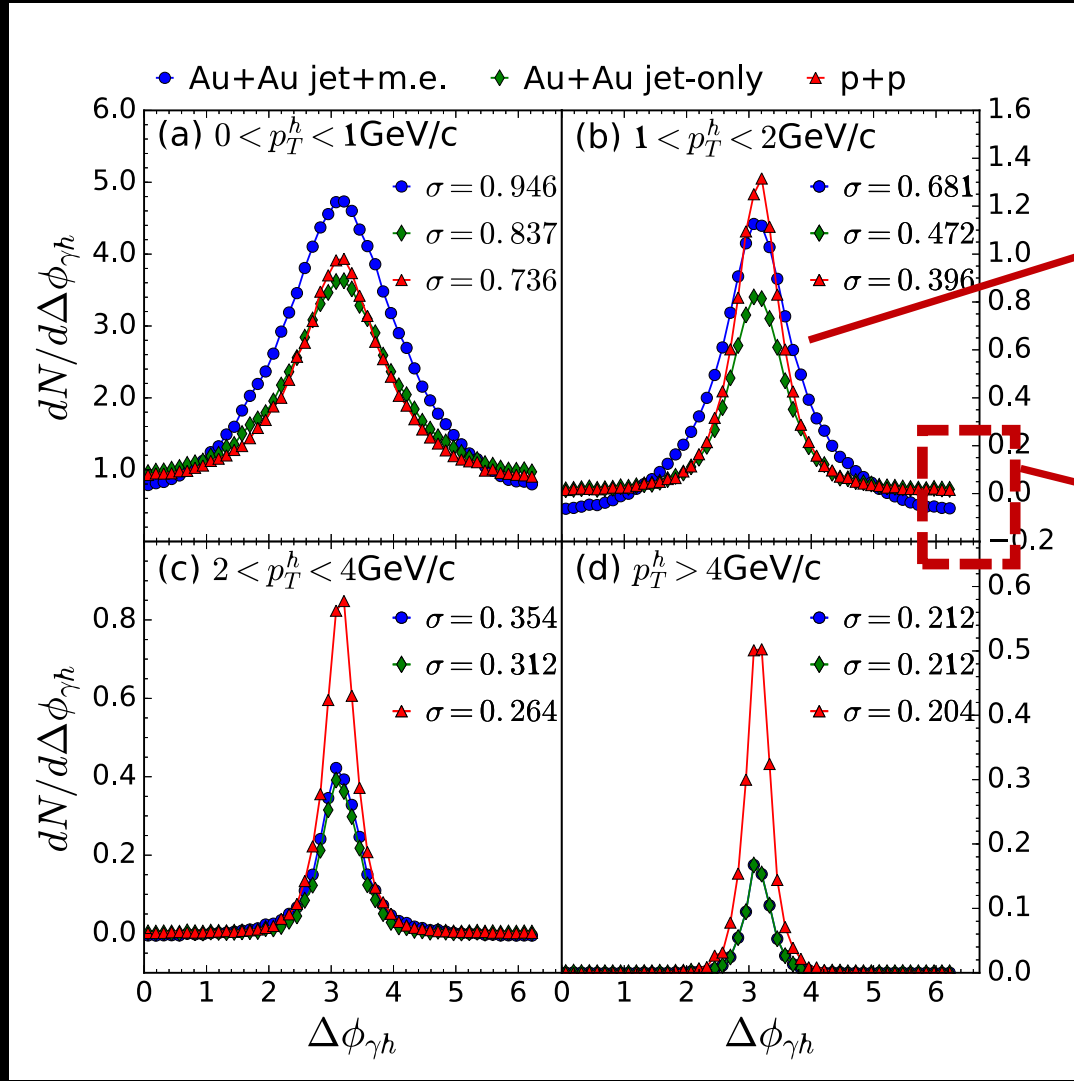 Au+Au jet+m.e. Au+Au jet-only p+p
(a) 0 < p_T^h < 1GeV/c
σ = 0.946
σ = 0.837
σ = 0.736
6.0
5.0
4.0
3.0
2.0
1.0
dN/dΔϕ_γh
(b) 1 < p_T^h < 2GeV/c
σ = 0.681
σ = 0.472
σ = 0.396
1.6
1.4
1.2
1.0
0.8
0.6
0.4
0.2
0.0
−0.2
(c) 2 < p_T^h < 4GeV/c
σ = 0.354
σ = 0.312
σ = 0.264
0.8
0.6
0.4
0.2
0.0
dN/dΔϕ_γh
(d) p_T^h > 4GeV/c
σ = 0.212
σ = 0.212
σ = 0.204
0.6
0.5
0.4
0.3
0.2
0.1
0.0
0 1 2 3 4 5 6
0 1 2 3 4 5 6
Δϕ_γh
Δϕ_γh